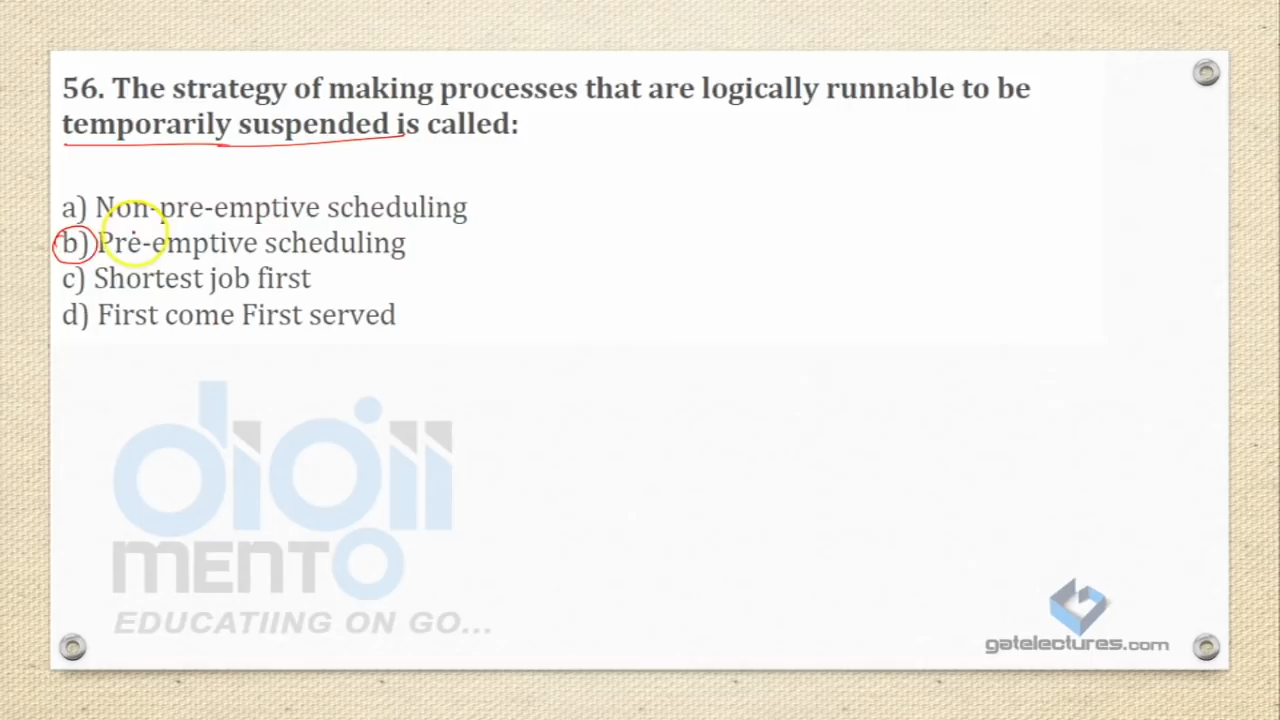 56. The strategy of making processes that are logically runnable to be
temporarily suspended is called:
a) Non-pre-emptive scheduling
b) Pre-emptive scheduling
c) Shortest job first
d) First come First served
digii
MENTO
EDUCATIING ON GO...
gatelectures.com